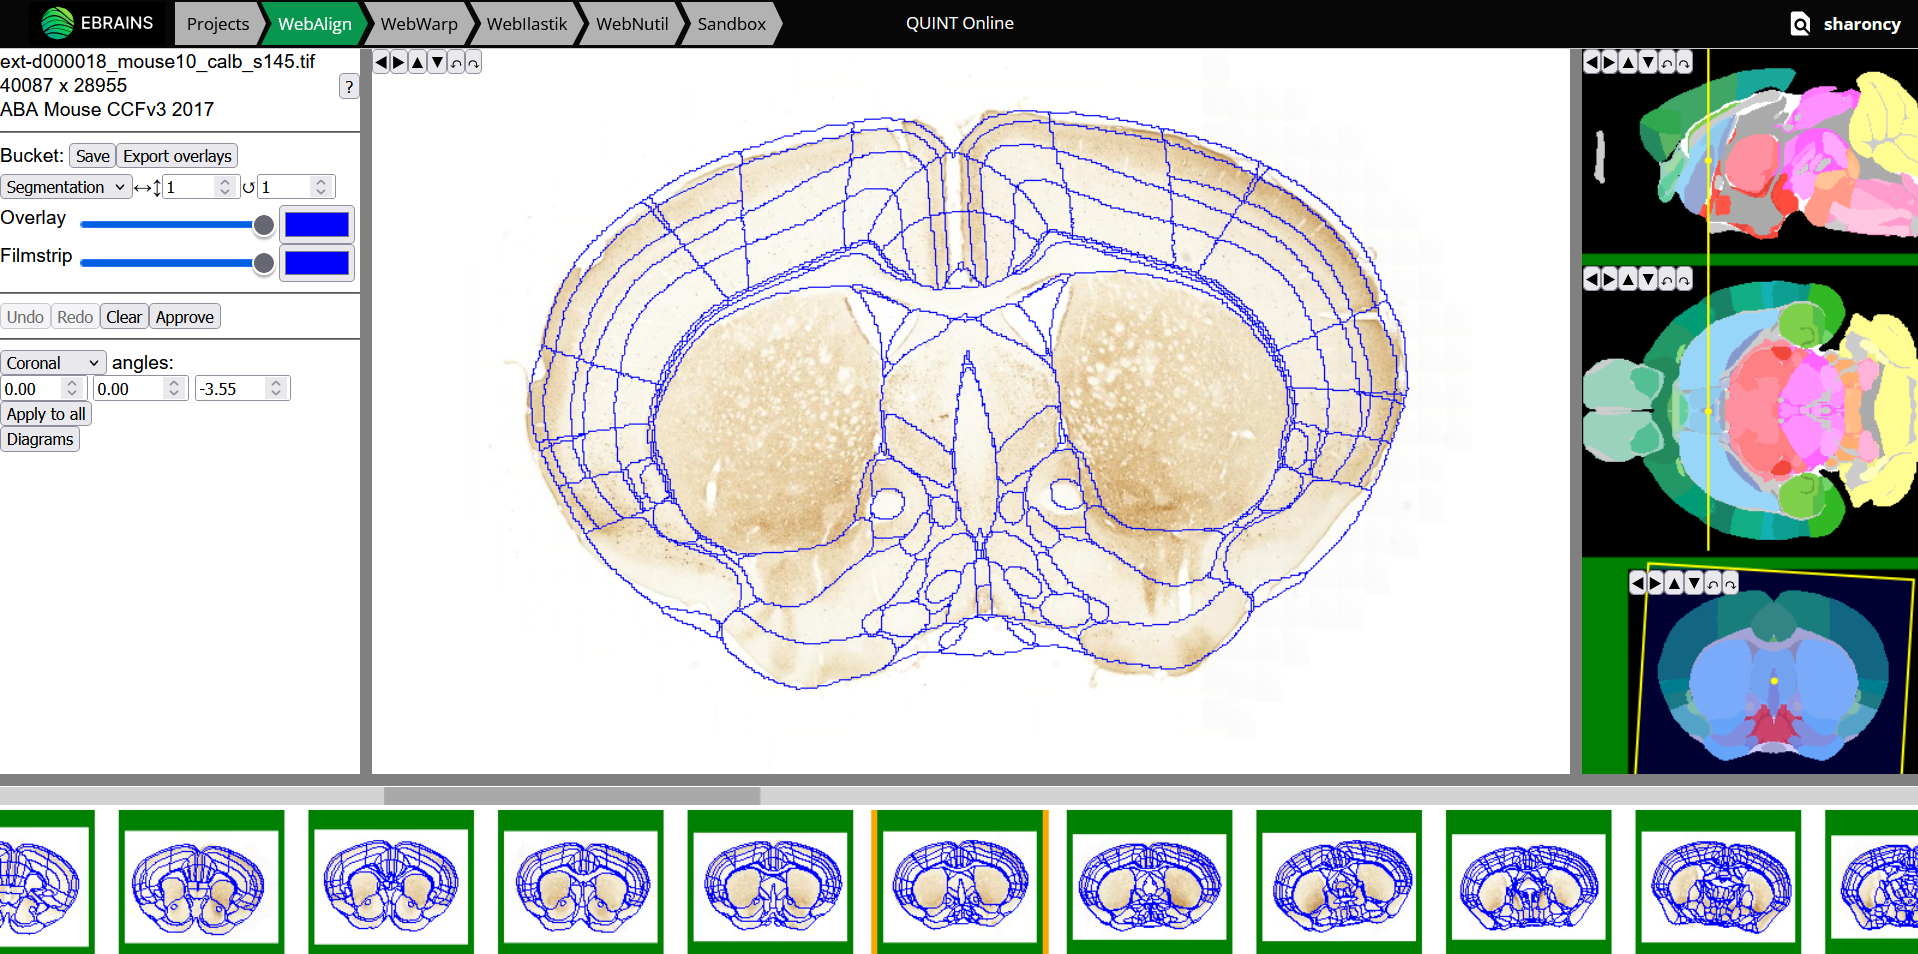 EBRAINS
Projects
WebAlign
WebWarp
WebIlastik
WebNutil
Sandbox
QUINT Online
sharoncy
ext-d000018_mouse10_calb_s145.tif
40087 x 28955
?
ABA Mouse CCFv3 2017
Bucket: Save Export overlays
Segmentation 1 1
Overlay
Filmstrip
Undo Redo Clear Approve
Coronal angles:
0.00 0.00 -3.55
Apply to all
Diagrams